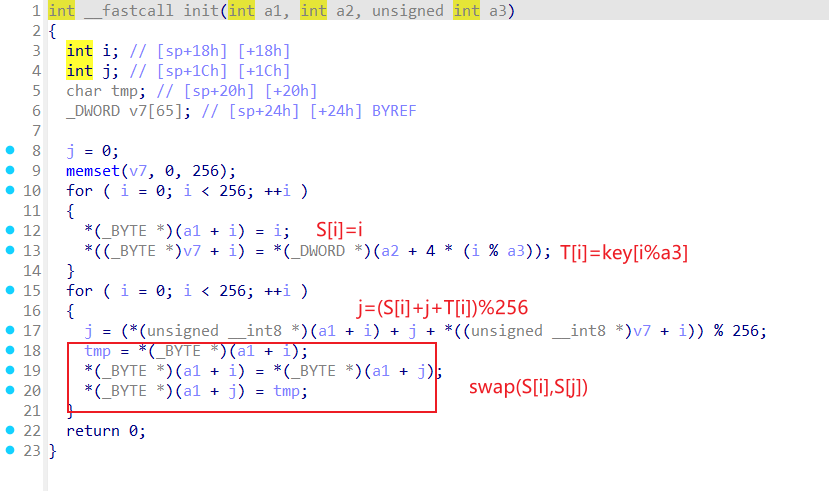 1 int __fastcall init(int a1, int a2, unsigned int a3)
2 {
3 int i; // [sp+18h] [+18h]
4 int j; // [sp+1Ch] [+1Ch]
5 char tmp; // [sp+20h] [+20h]
6 _DWORD v7[65]; // [sp+24h] [+24h] BYREF
7
8 j = 0;
9 memset(v7, 0, 256);
10 for ( i = 0; i < 256; ++i )
11 {
12 *(_BYTE *)(a1 + i) = i; S[i]=i
13 *((_BYTE *)v7 + i) = *(_DWORD *)(a2 + 4 * (i % a3)); T[i]=key[i%a3]
14 }
15 for ( i = 0; i < 256; ++i )
16 { j=(S[i]+j+T[i])%256
17 j = (*(unsigned __int8 *)(a1 + i) + j + *((unsigned __int8 *)v7 + i)) % 256;
18 tmp = *(_BYTE *)(a1 + i);
19 *(_BYTE *)(a1 + i) = *(_BYTE *)(a1 + j);
20 *(_BYTE *)(a1 + j) = tmp; swap(S[i],S[j])
21 }
22 return 0;
23 }